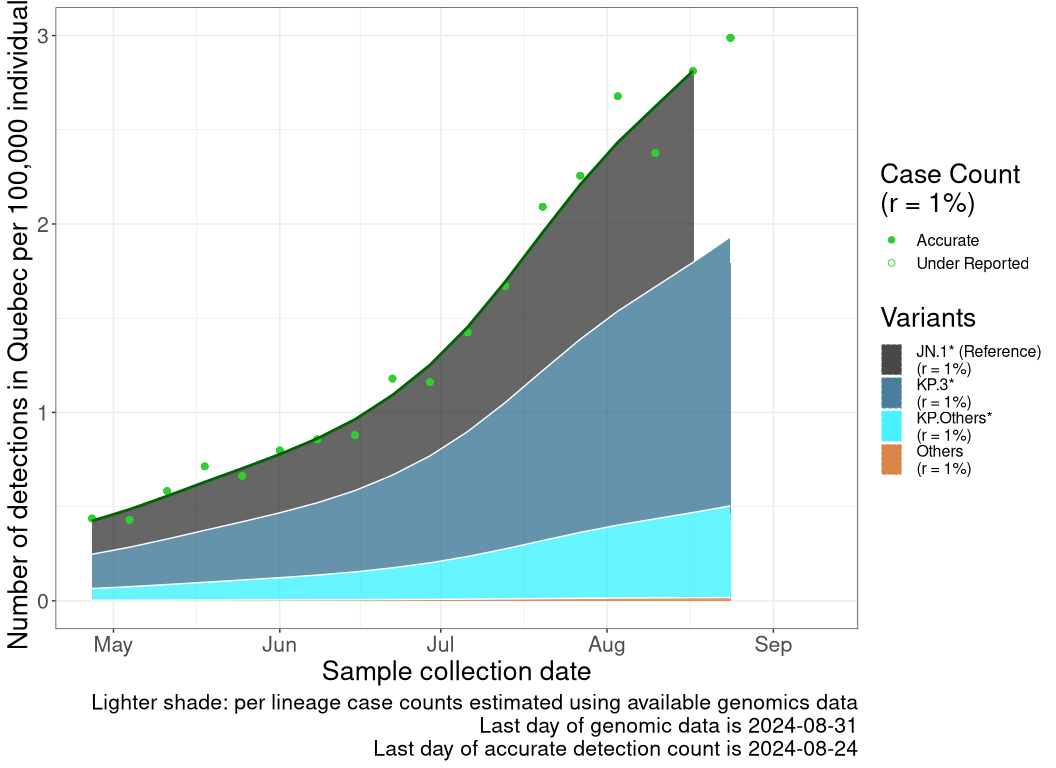 Number of detections in Quebec per 100,000 individual
3
2
1
0
May
Jun
Jul
Aug
Sep
Sample collection date
Lighter shade: per lineage case counts estimated using available genomics data
Last day of genomic data is 2024-08-31
Last day of accurate detection count is 2024-08-24
Case Count
(r = 1%)
Accurate
Under Reported
Variants
JN.1* (Reference)
(r = 1%)
KP.3*
(r = 1%)
KP.Others*
(r = 1%)
Others
(r = 1%)